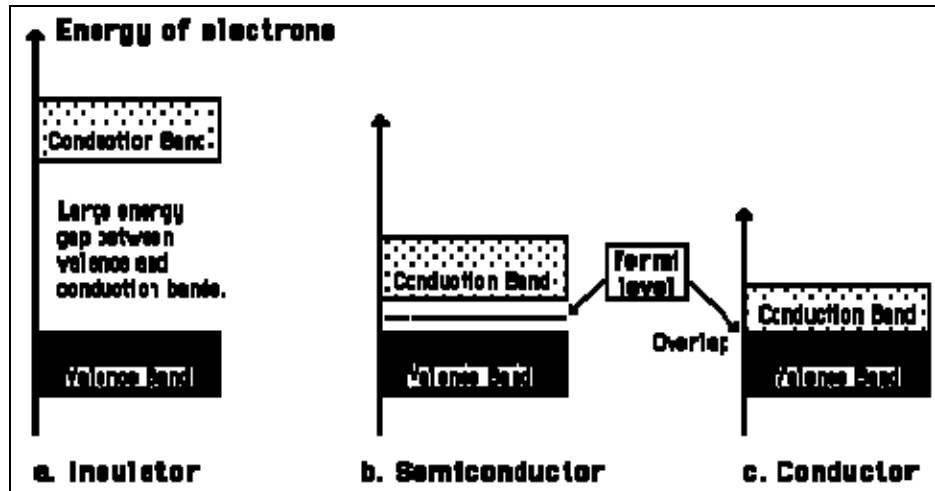 Energy of electrons
Conduction Band
Large energy
gap between
valence and
conduction bands.
Valence Band
a. Insulator
Conduction Band
Valence Band
b. Semiconductor
Fermi
level
Overlap
Conduction Band
Valence Band
c. Conductor